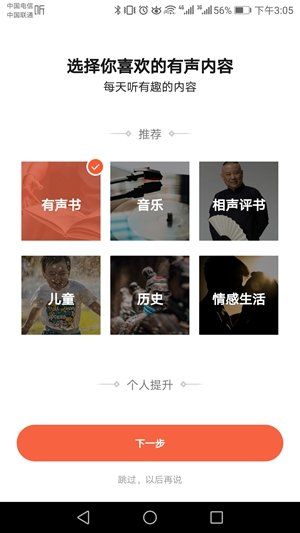 中国电信
中国联通
听
56% 下午3:05
选择你喜欢的有声内容
每天听有趣的内容
推荐
有声书
音乐
相声评书
儿童
历史
情感生活
个人提升
下一步
跳过，以后再说